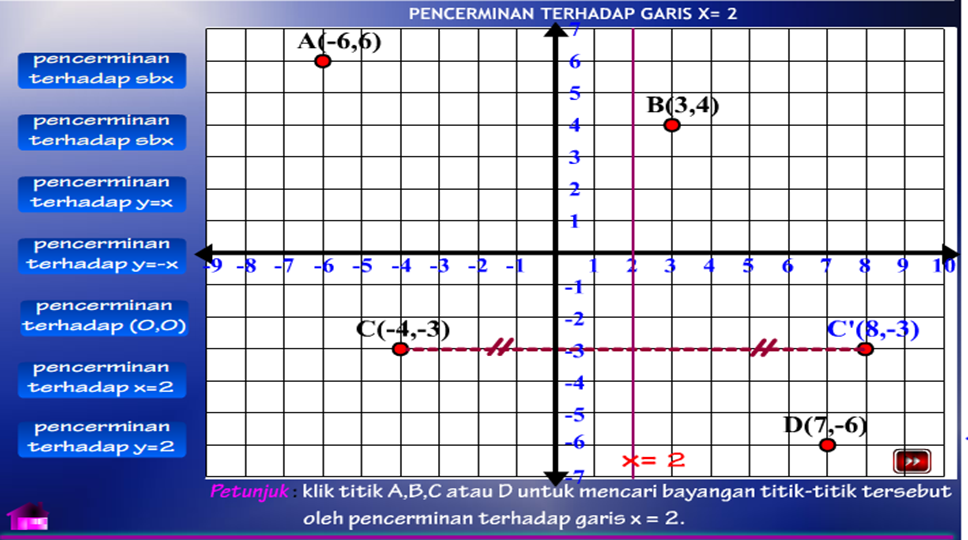 PENCERMINAN TERHADAP GARIS X= 2
pencerminan
terhadap sbx
pencerminan
terhadap sbx
pencerminan
terhadap y=x
pencerminan
terhadap y=-x
pencerminan
terhadap (0,0)
pencerminan
terhadap x=2
pencerminan
terhadap y=2
7
A(-6,6)
6
5
B(3,4)
4
3
2
1
-9 -8 -7 -6 -5 -4 -3 -2 -1 1 2 3 4 5 6 7 8 9 10
-1
-2
C(-4,-3) C'(8,-3)
-3
-4
-5
D(7,-6)
-6
x= 2
-7
Petunjuk : klik titik A,B,C atau D untuk mencari bayangan titik-titik tersebut
oleh pencerminan terhadap garis x = 2.